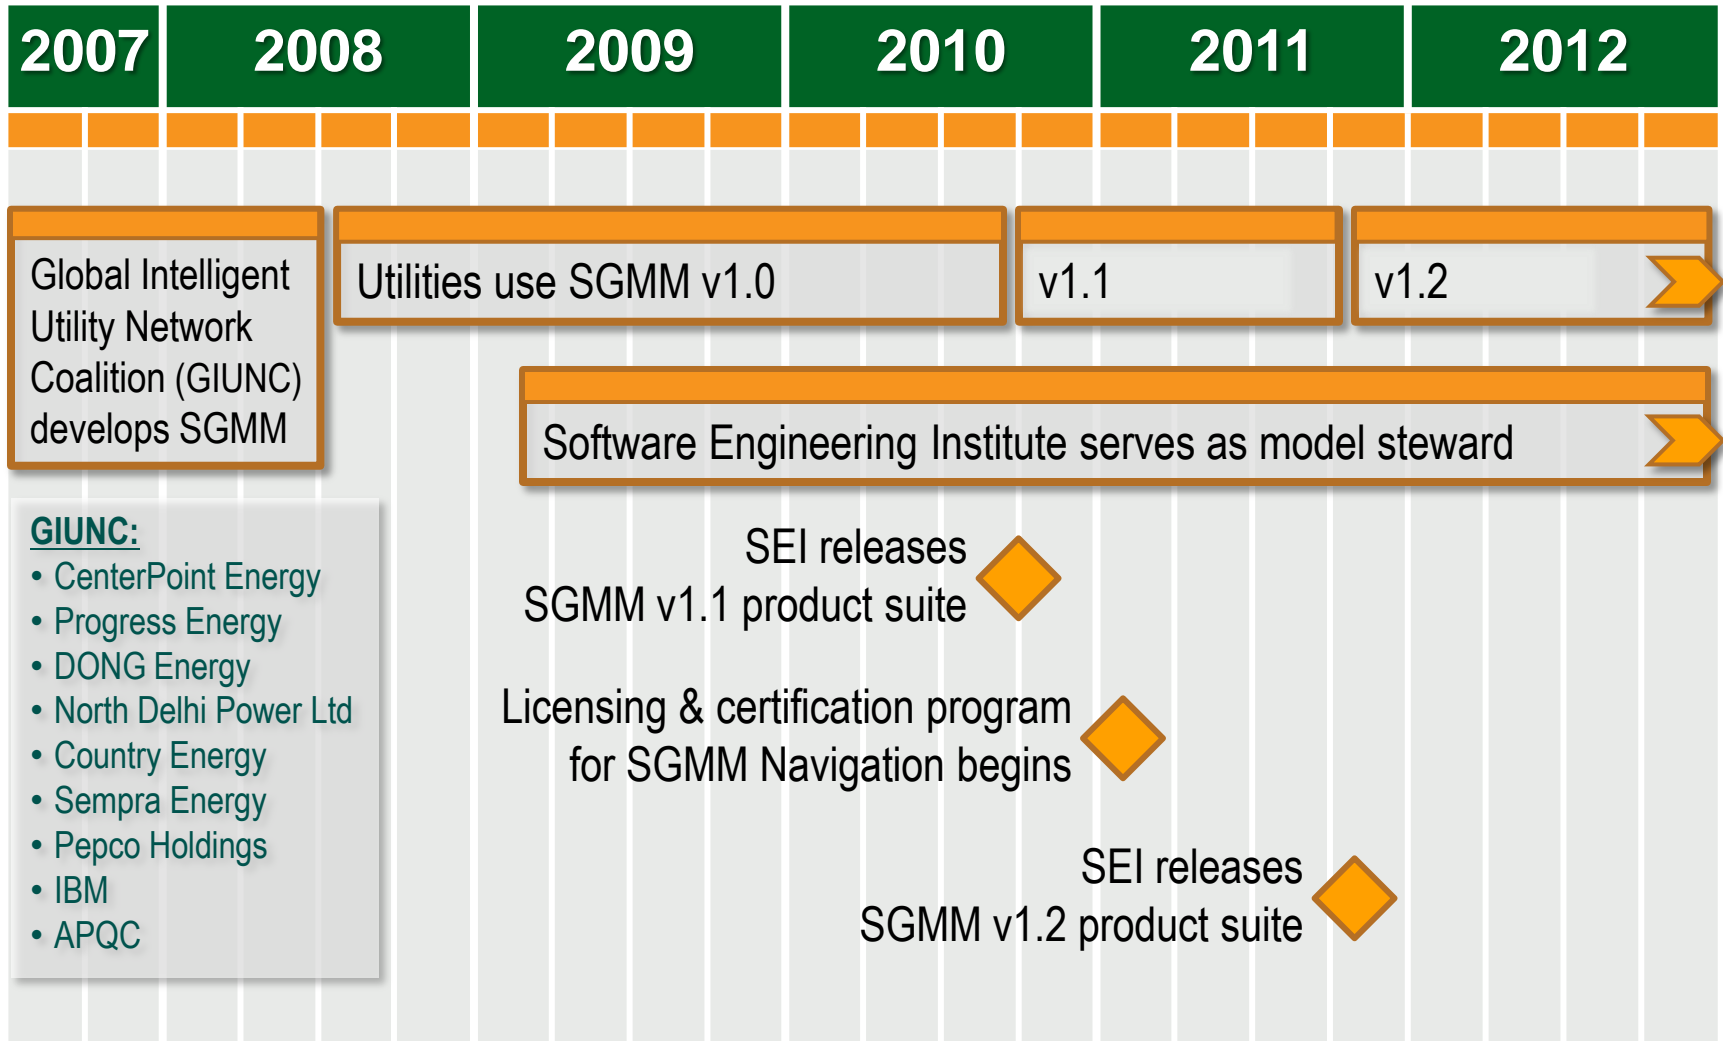 2007 2008 2009 2010 2011 2012
Global Intelligent
Utility Network
Coalition (GIUNC)
develops SGMM
Utilities use SGMM v1.0
v1.1
v1.2
Software Engineering Institute serves as model steward
GIUNC:
• CenterPoint Energy
• Progress Energy
• DONG Energy
• North Delhi Power Ltd
• Country Energy
• Sempra Energy
• Pepco Holdings
• IBM
• APQC
SEI releases
SGMM v1.1 product suite
Licensing & certification program
for SGMM Navigation begins
SEI releases
SGMM v1.2 product suite